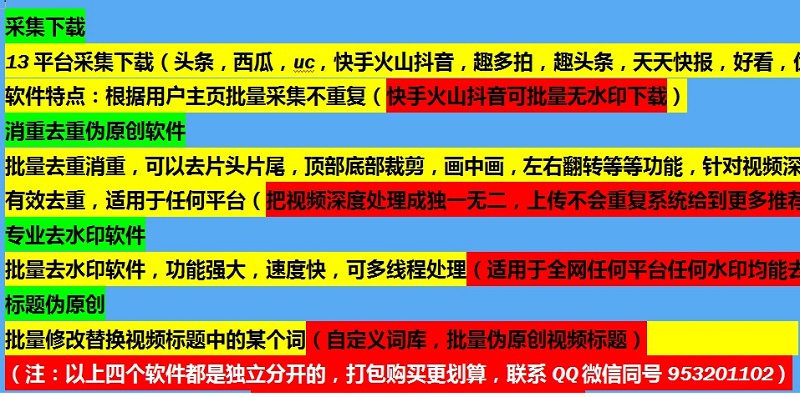 采集下载
13平台采集下载（头条，西瓜，uc，快手火山抖音，趣多拍，趣头条，天天快报，好看，
软件特点：根据用户主页批量采集不重复（快手火山抖音可批量无水印下载）
消重去重伪原创软件
批量去重消重，可以去片头片尾，顶部底部裁剪，画中画，左右翻转等等功能，针对视频深
有效去重，适用于任何平台（把视频深度处理成独一无二，上传不会重复系统给到更多推荐
专业去水印软件
批量去水印软件，功能强大，速度快，可多线程处理（适用于全网任何平台任何水印均能去
标题伪原创
批量修改替换视频标题中的某个词（自定义词库，批量伪原创视频标题）
（注：以上四个软件都是独立分开的，打包购买更划算，联系QQ微信同号953201102）